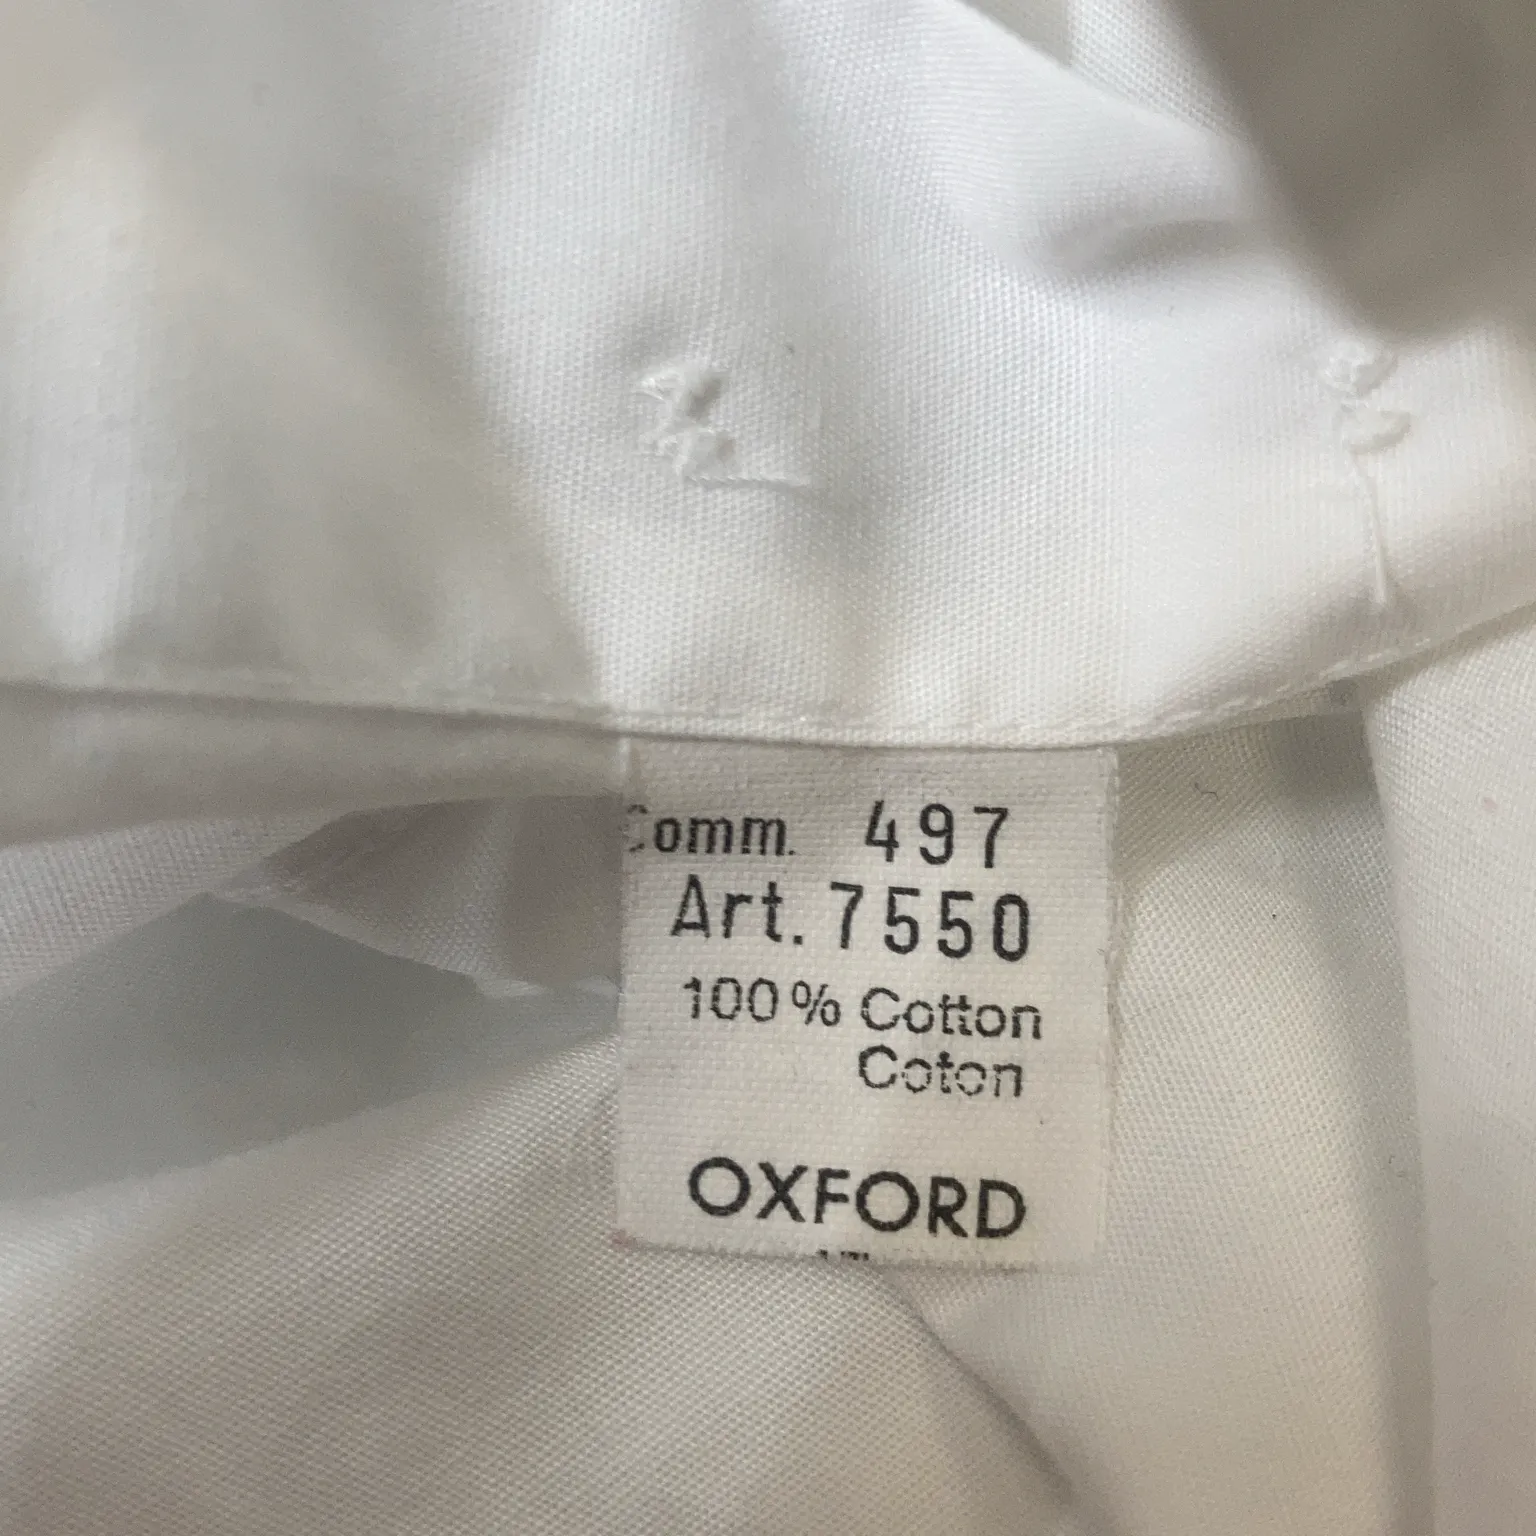 Comm. 497
Art. 7550
100% Cotton
Coton
OXFORD